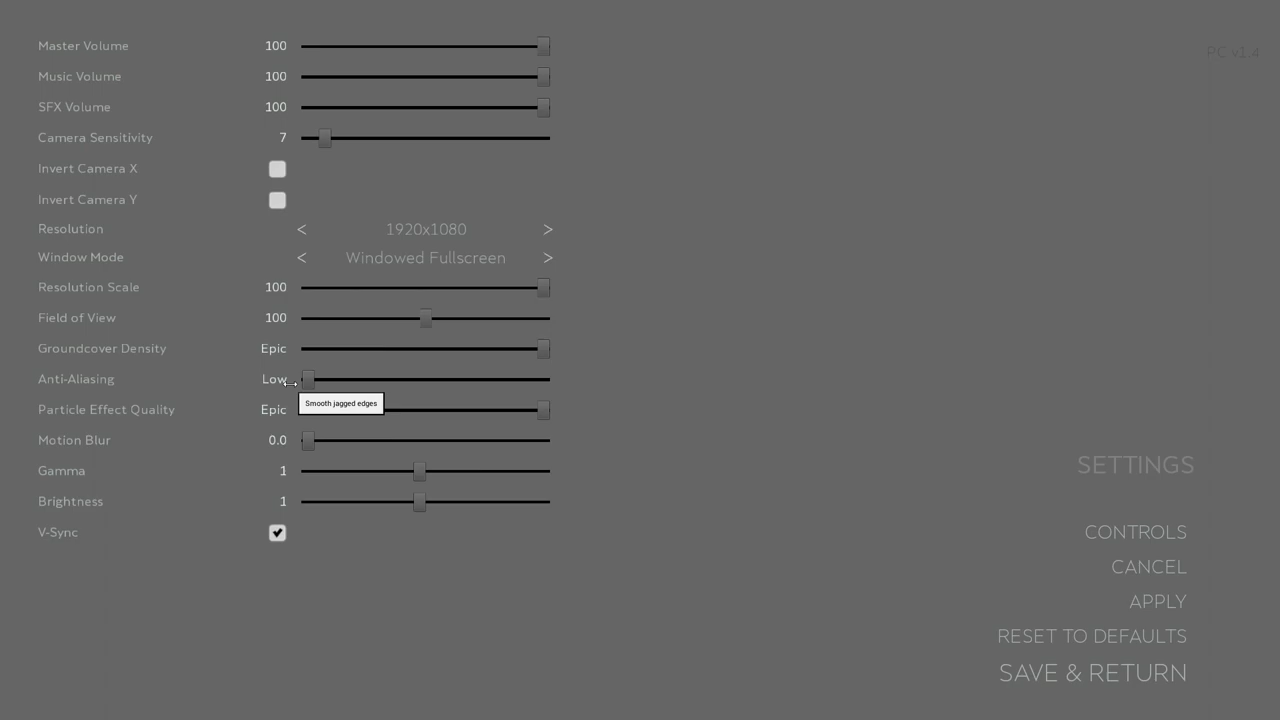 Master Volume 100
PC v1.4
Music Volume 100
SFX Volume 100
Camera Sensitivity 7
Invert Camera X
Invert Camera Y
Resolution < 1920x1080 >
Window Mode < Windowed Fullscreen >
Resolution Scale 100
Field of View 100
Groundcover Density Epic
Anti-Aliasing Low
Smooth jagged edges
Particle Effect Quality Epic
Motion Blur 0.0
Gamma 1
Brightness 1
V-Sync
SETTINGS
CONTROLS
CANCEL
APPLY
RESET TO DEFAULTS
SAVE & RETURN